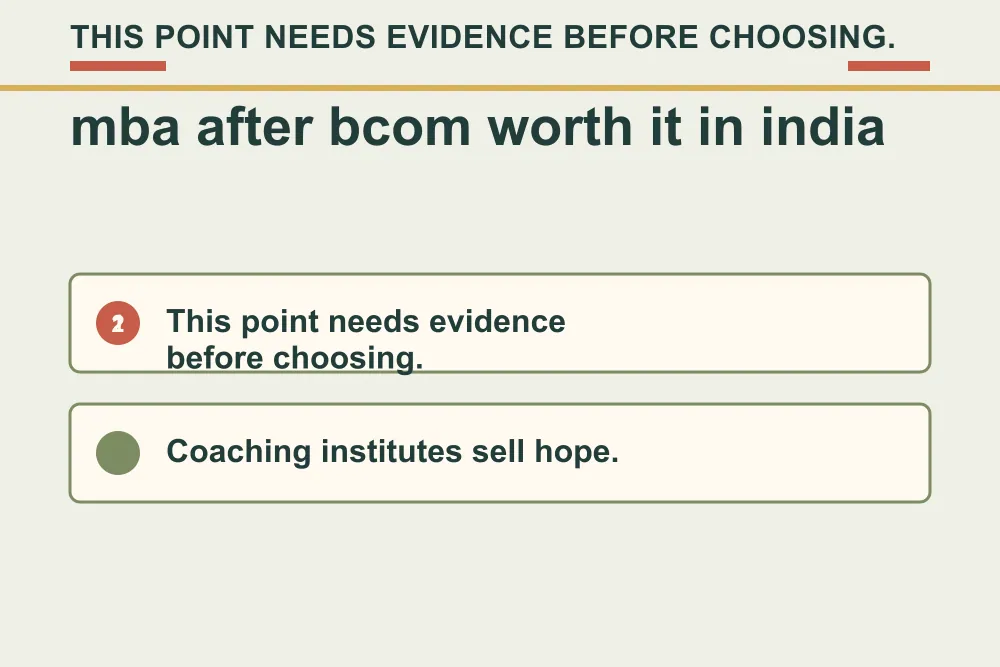 THIS POINT NEEDS EVIDENCE BEFORE CHOOSING.
mba after bcom worth it in india
2 This point needs evidence
before choosing.
Coaching institutes sell hope.